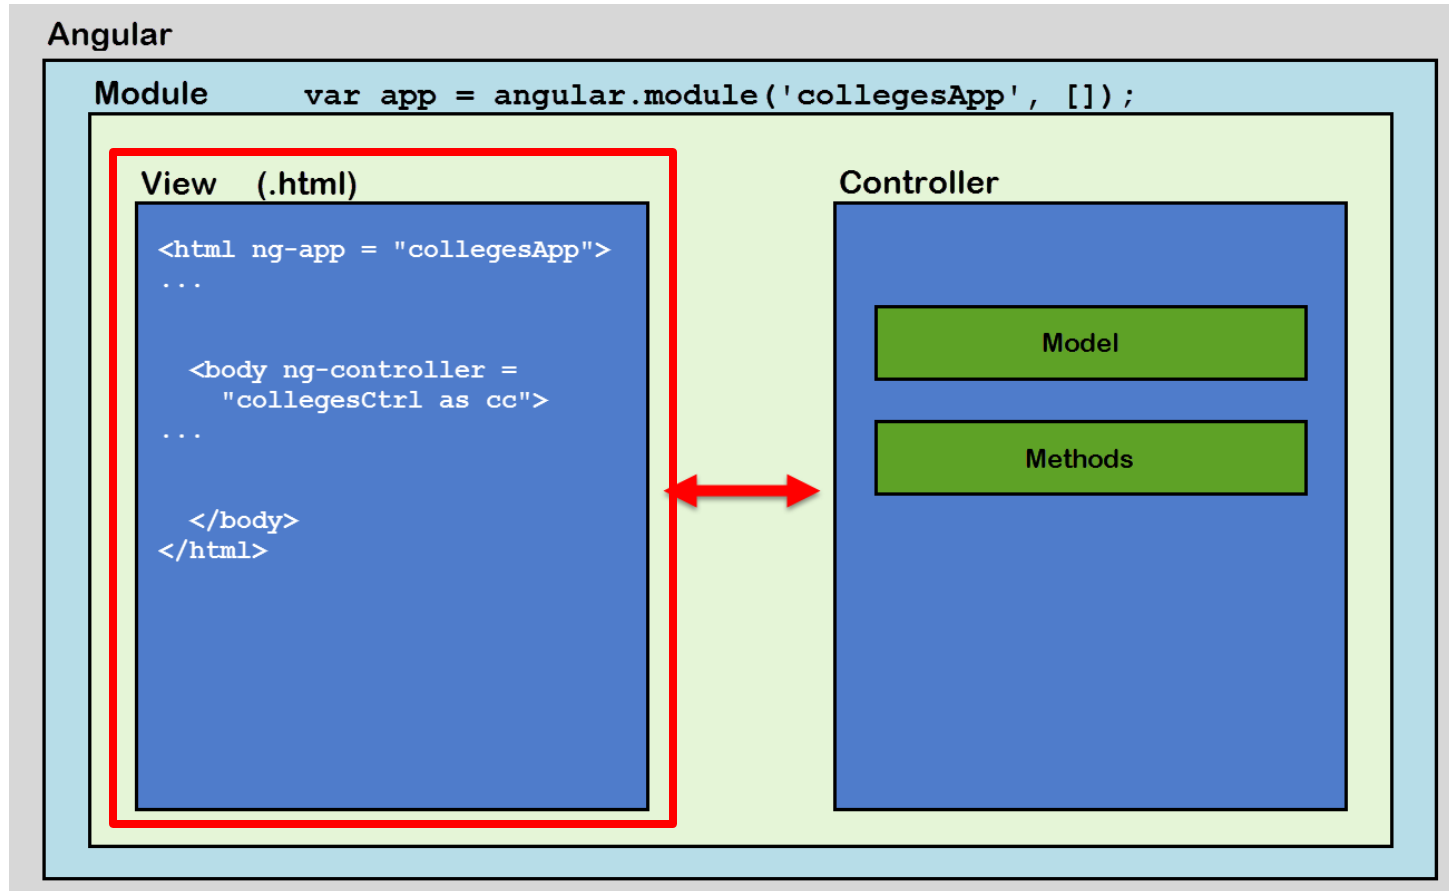 Angular
Module var app = angular.module('collegesApp', []);
View (.html)
<html ng-app = "collegesApp">
...
<body ng-controller =
"collegesCtrl as cc">
...
</body>
</html>
Controller
Model
Methods